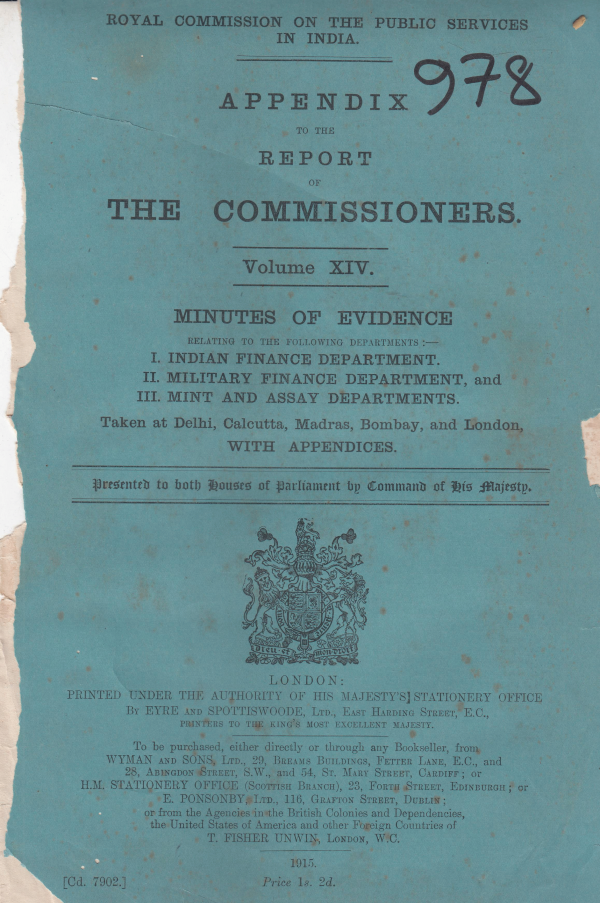 ROYAL COMMISSION ON THE PUBLIC SERVICES
IN INDIA.
978
APPENDIX
TO THE
REPORT
OF
THE COMMISSIONERS.
Volume XIV.
MINUTES OF EVIDENCE
RELATING TO THE FOLLOWING DEPARTMENTS :—
I. INDIAN FINANCE DEPARTMENT.
II. MILITARY FINANCE DEPARTMENT, and
III. MINT AND ASSAY DEPARTMENTS.
Taken at Delhi, Calcutta, Madras, Bombay, and London,
WITH APPENDICES.
Presented to both Houses of Parliament by Command of His Majesty.
DIEU ET MON DROIT
LONDON:
PRINTED UNDER THE AUTHORITY OF HIS MAJESTY'S STATIONERY OFFICE
By EYRE AND SPOTTISWOODE, LTD., EAST HARDING STREET, E.C.,
PRINTERS TO THE KING'S MOST EXCELLENT MAJESTY.
To be purchased, either directly or through any Bookseller, from
WYMAN AND SONS, LTD., 29, BREAMS BUILDINGS, FETTER LANE, E.C., and
28, ABINGDON STREET, S.W., and 54, ST. MARY STREET, CARDIFF; or
H.M. STATIONERY OFFICE (SCOTTISH BRANCH), 23, FORTH STREET, EDINBURGH; or
E. PONSONBY, LTD., 116, GRAFTON STREET, DUBLIN;
or from the Agencies in the British Colonies and Dependencies,
the United States of America and other Foreign Countries of
T. FISHER UNWIN, LONDON, W.C.
1915.
[Cd. 7902.] Price 1s. 2d.